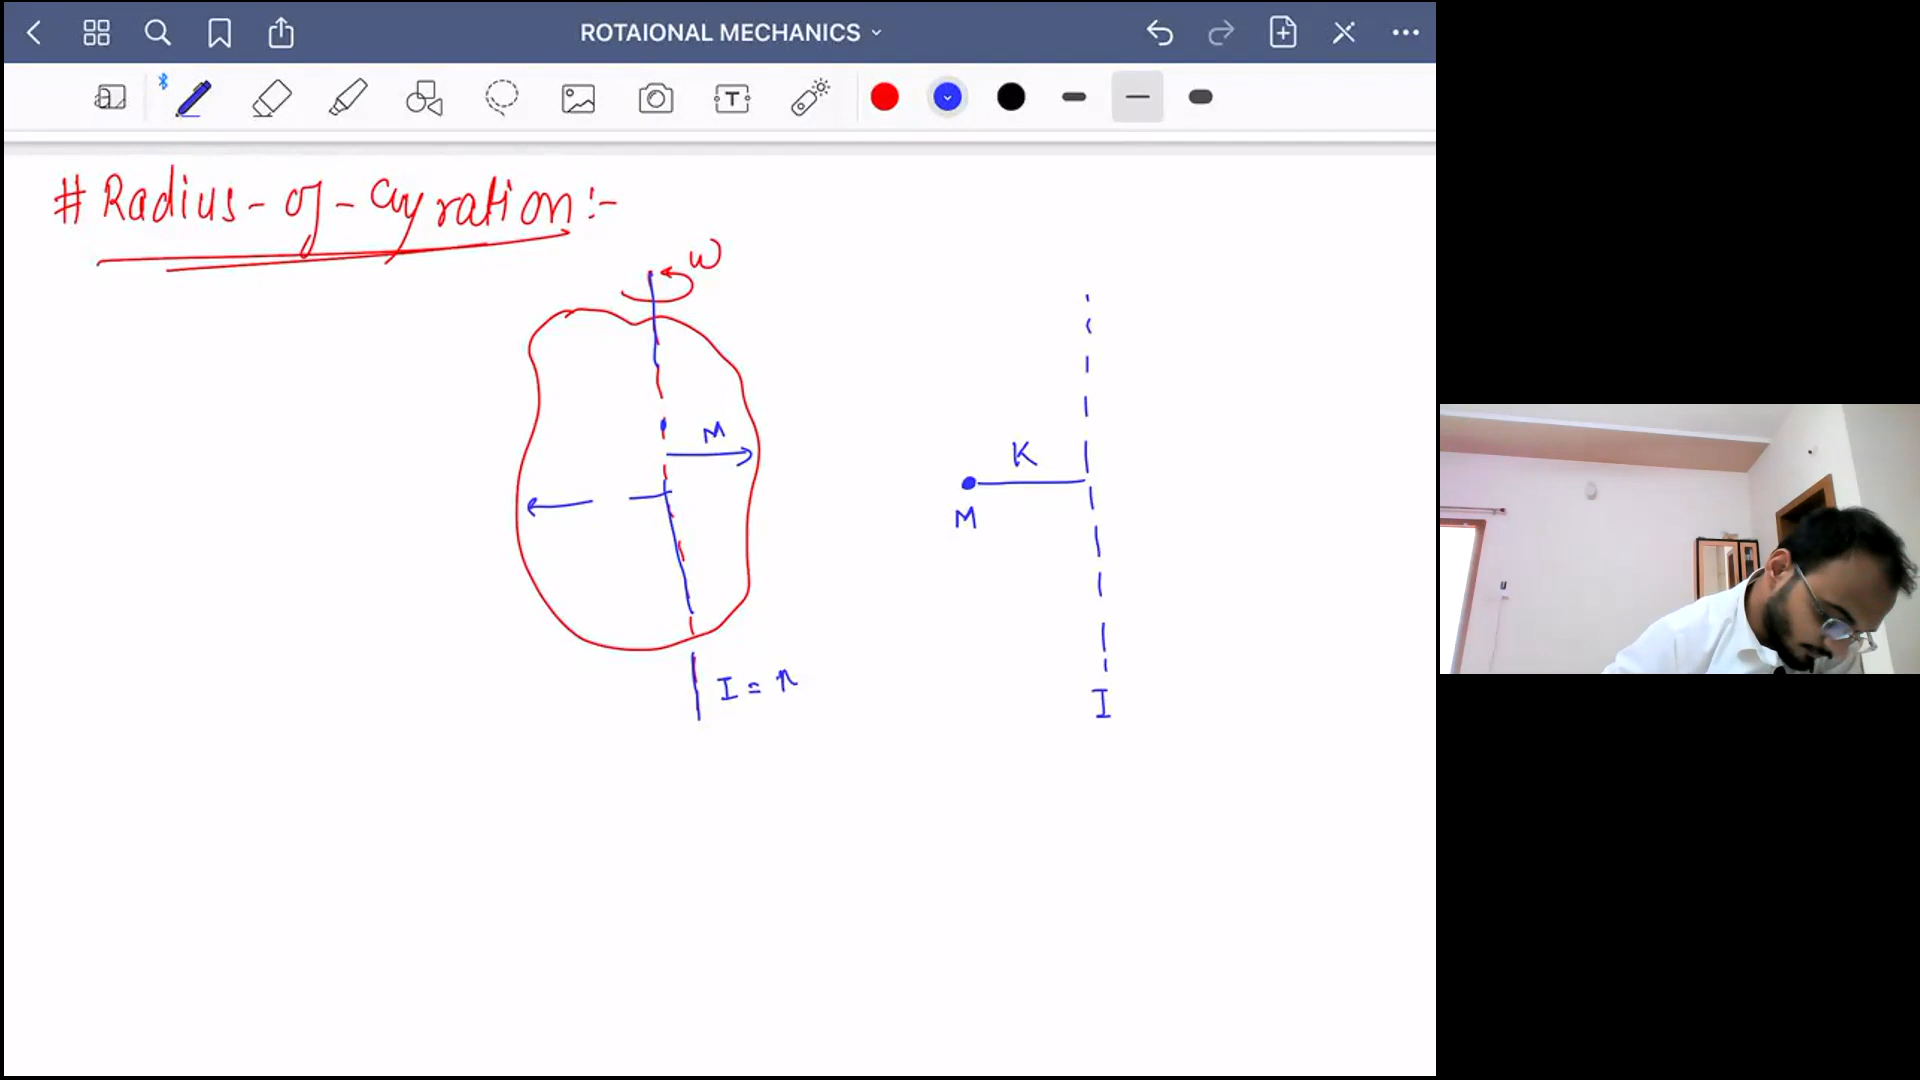 ROTAIONAL MECHANICS
# Radius-of-Gyration:-
ω
M
K
M
I = n
I